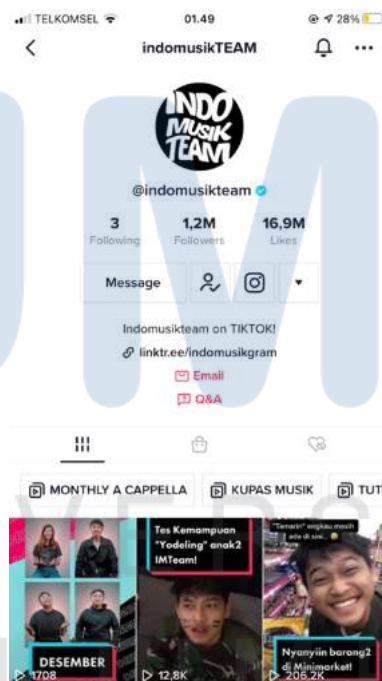 TELKOMSEL 01.49 28%
indomusikTEAM
INDO
MUSIK
TEAM
@indomusikteam
3 1,2M 16,9M
Following Followers Likes
Message
Indomusikteam on TIKTOK!
linktr.ee/indomusikgram
Email
Q&A
MONTHLY A CAPPELLA KUPAS MUSIK TUT
Tes Kemampuan
"Yodeling" anak2
IMTeam!
"Tamarin" engkau masih
ada di sini...
DESEMBER
Nyanyiin barang2
di Minimarket!
1708 12,8K 206,2K